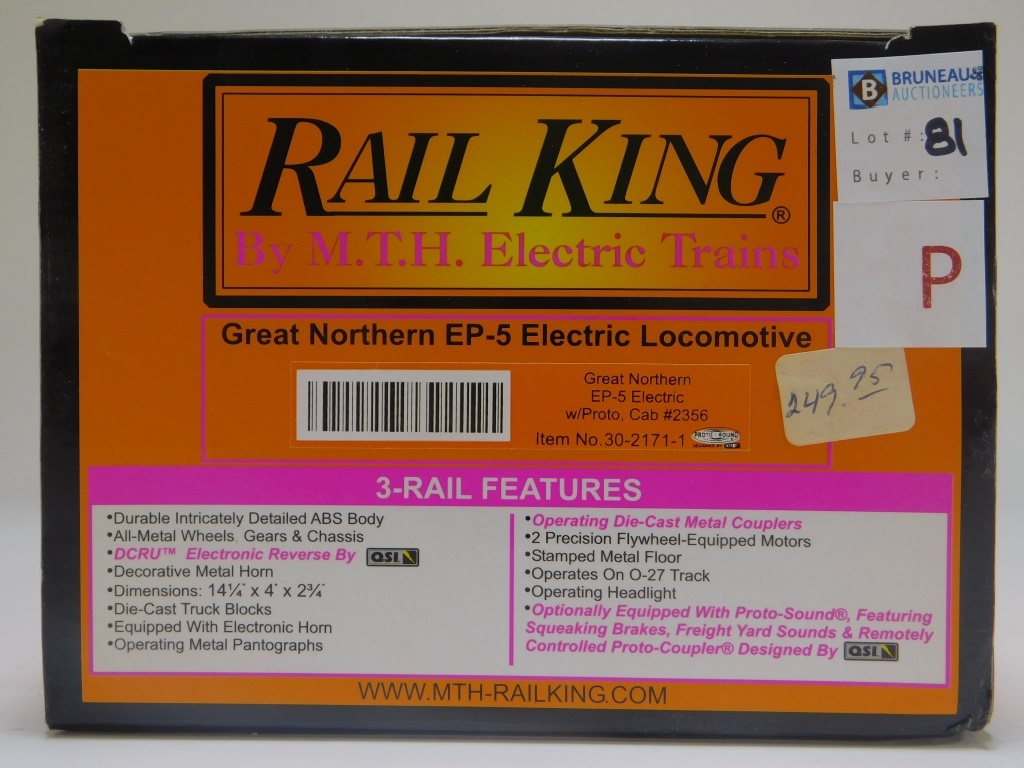 RAIL KING®
By M.T.H. Electric Trains
B BRUNEAU & CO
AUCTIONEERS
Lot #: 81
Buyer:
P
Great Northern EP-5 Electric Locomotive
Great Northern
EP-5 Electric
w/Proto, Cab #2356
Item No.30-2171-1 PROTO SOUND
249.95
3-RAIL FEATURES
•Durable Intricately Detailed ABS Body
•All-Metal Wheels, Gears & Chassis
•DCRU™ Electronic Reverse By QSI
•Decorative Metal Horn
•Dimensions: 14¼" x 4" x 2¾"
•Die-Cast Truck Blocks
•Equipped With Electronic Horn
•Operating Metal Pantographs
•Operating Die-Cast Metal Couplers
•2 Precision Flywheel-Equipped Motors
•Stamped Metal Floor
•Operates On O-27 Track
•Operating Headlight
•Optionally Equipped With Proto-Sound®, Featuring
Squeaking Brakes, Freight Yard Sounds & Remotely
Controlled Proto-Coupler® Designed By QSI
WWW.MTH-RAILKING.COM